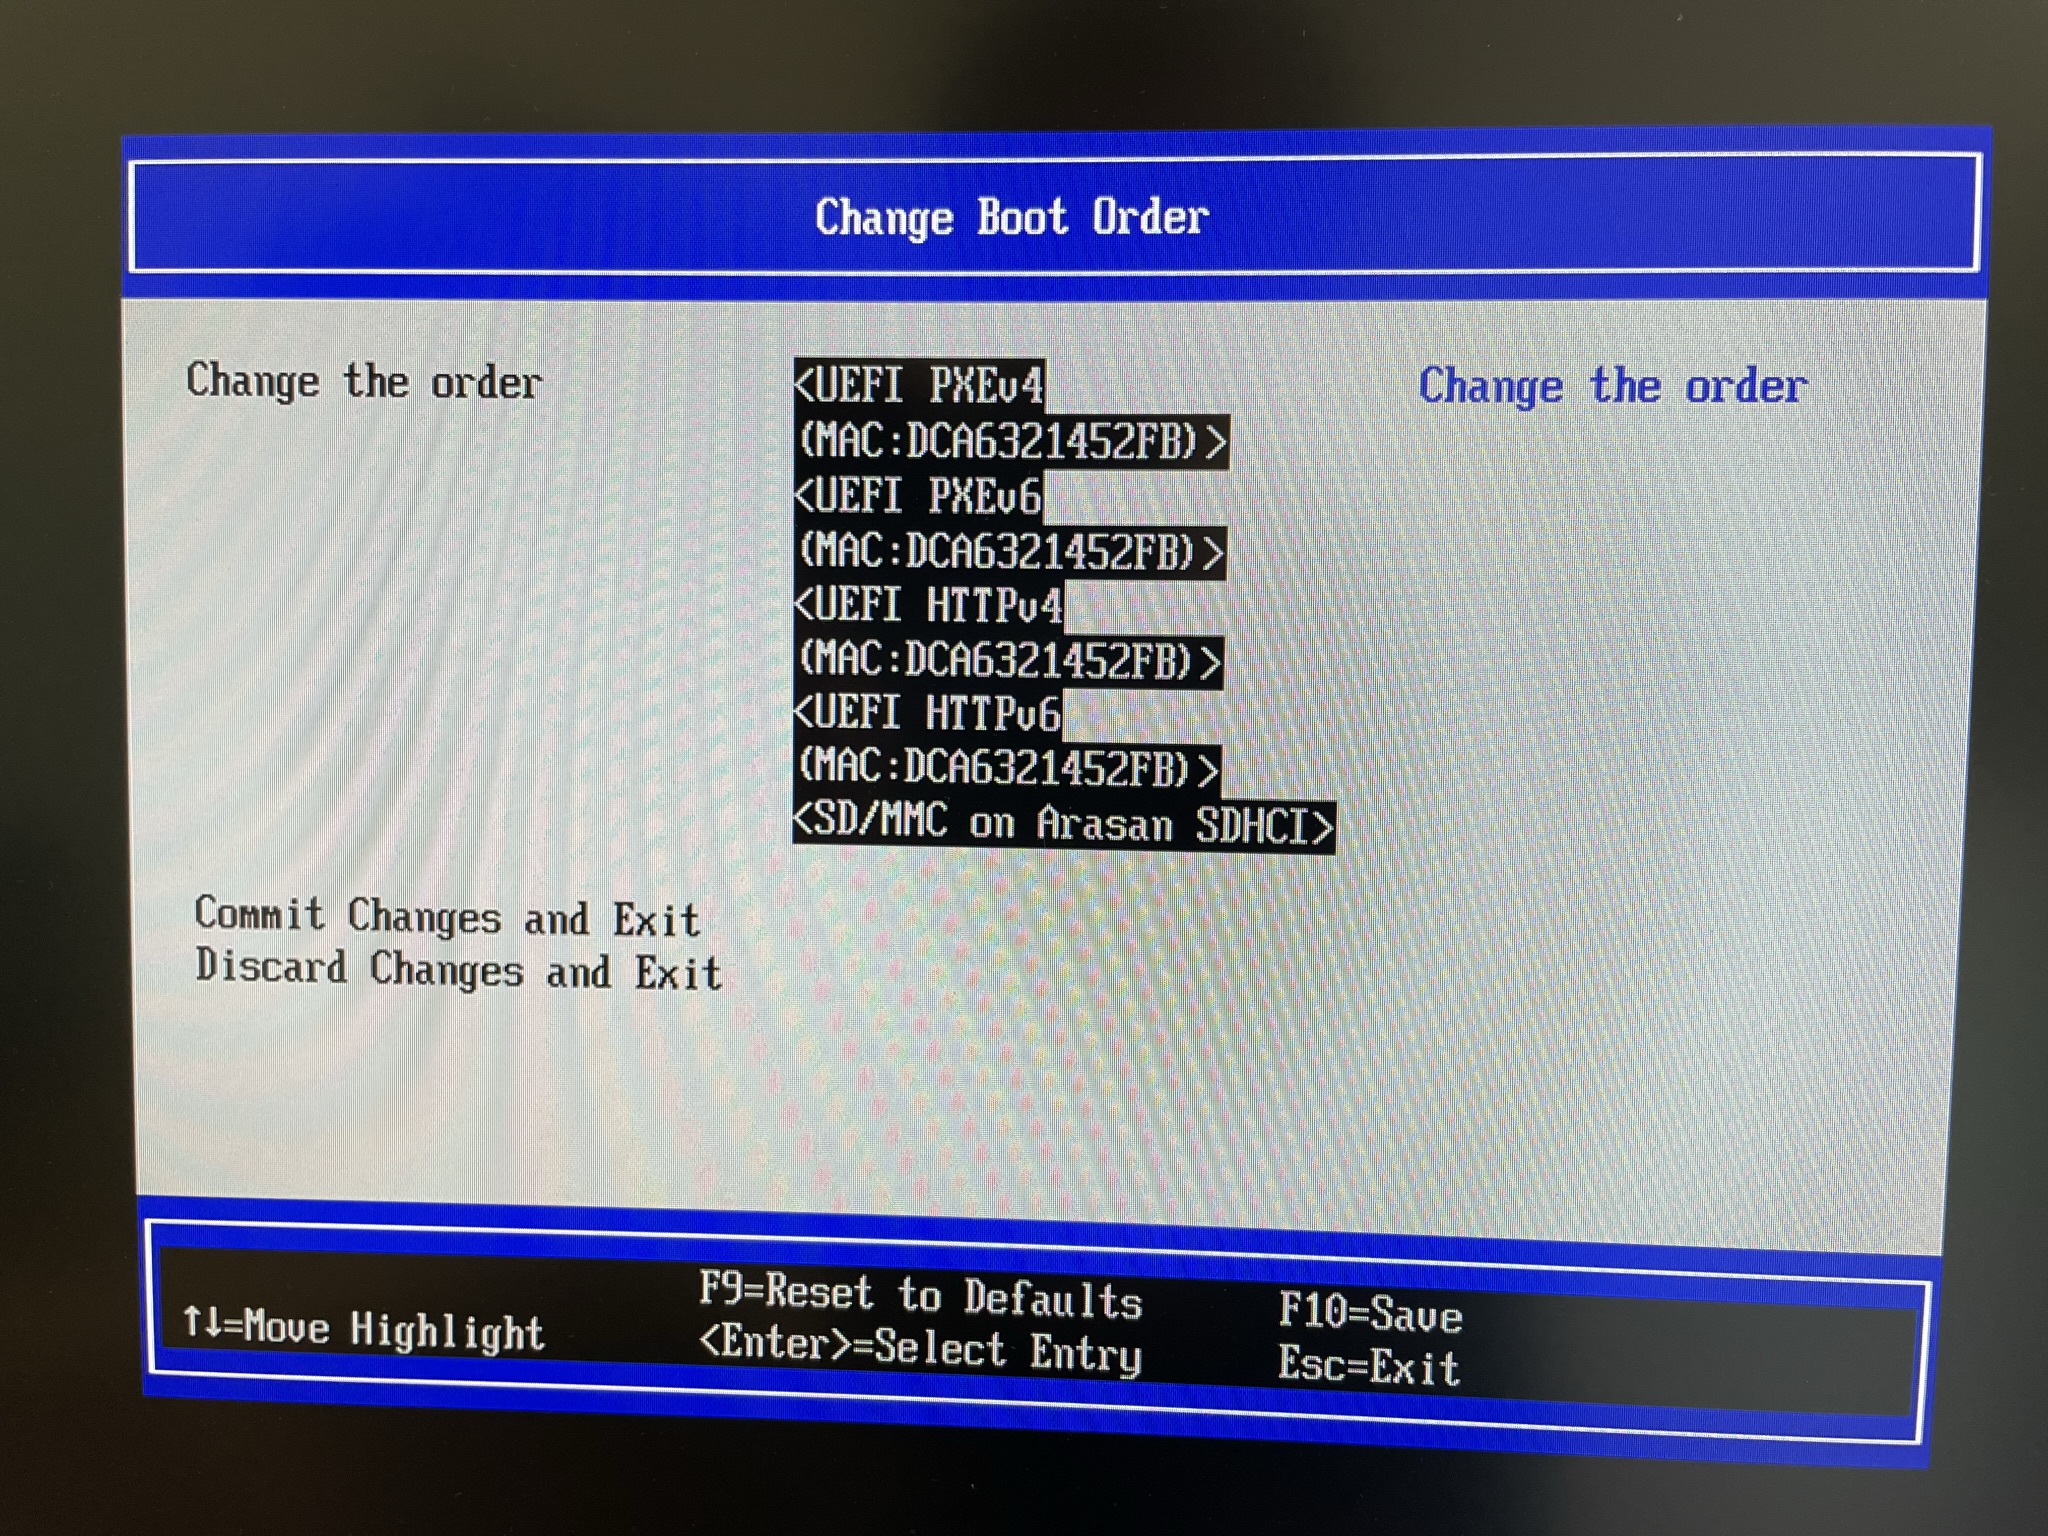 Change Boot Order
Change the order
<UEFI PXEv4
(MAC:DCA6321452FB)>
<UEFI PXEv6
(MAC:DCA6321452FB)>
<UEFI HTTPv4
(MAC:DCA6321452FB)>
<UEFI HTTPv6
(MAC:DCA6321452FB)>
<SD/MMC on Arasan SDHCI>
Change the order
Commit Changes and Exit
Discard Changes and Exit
↑↓=Move Highlight
F9=Reset to Defaults
<Enter>=Select Entry
F10=Save
Esc=Exit